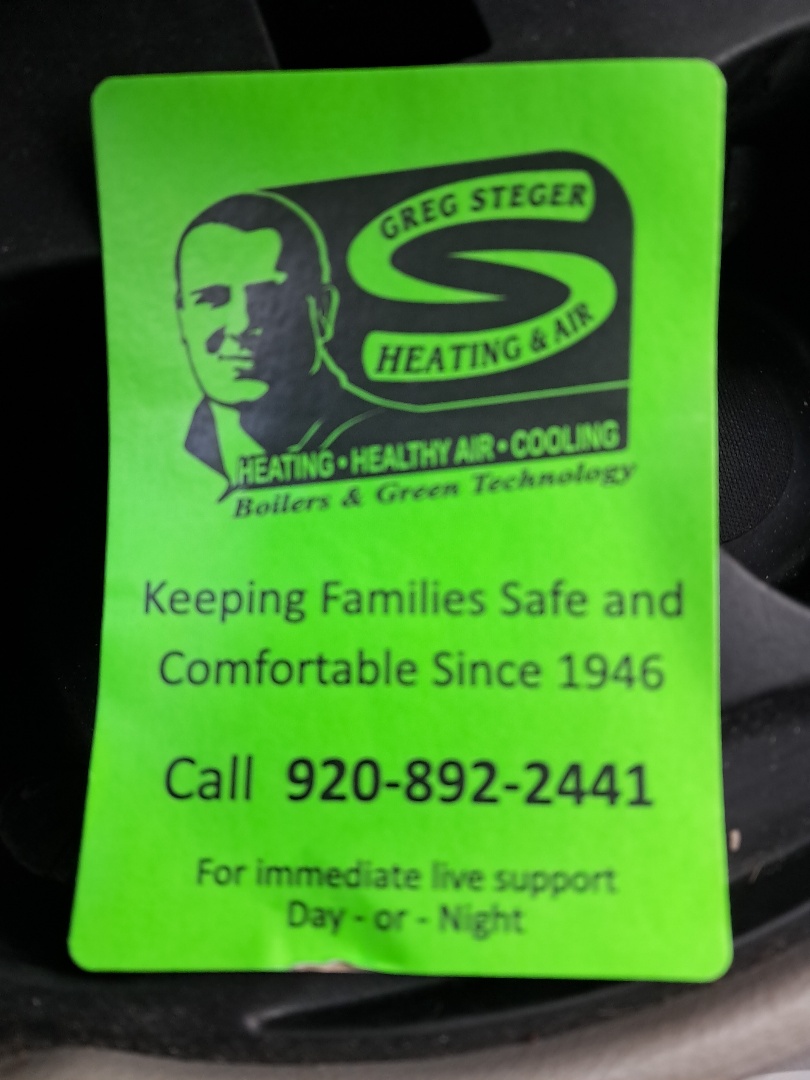 GREG STEGER
HEATING & AIR
HEATING • HEALTHY AIR • COOLING
Boilers & Green Technology
Keeping Families Safe and
Comfortable Since 1946
Call 920-892-2441
For immediate live support
Day - or - Night